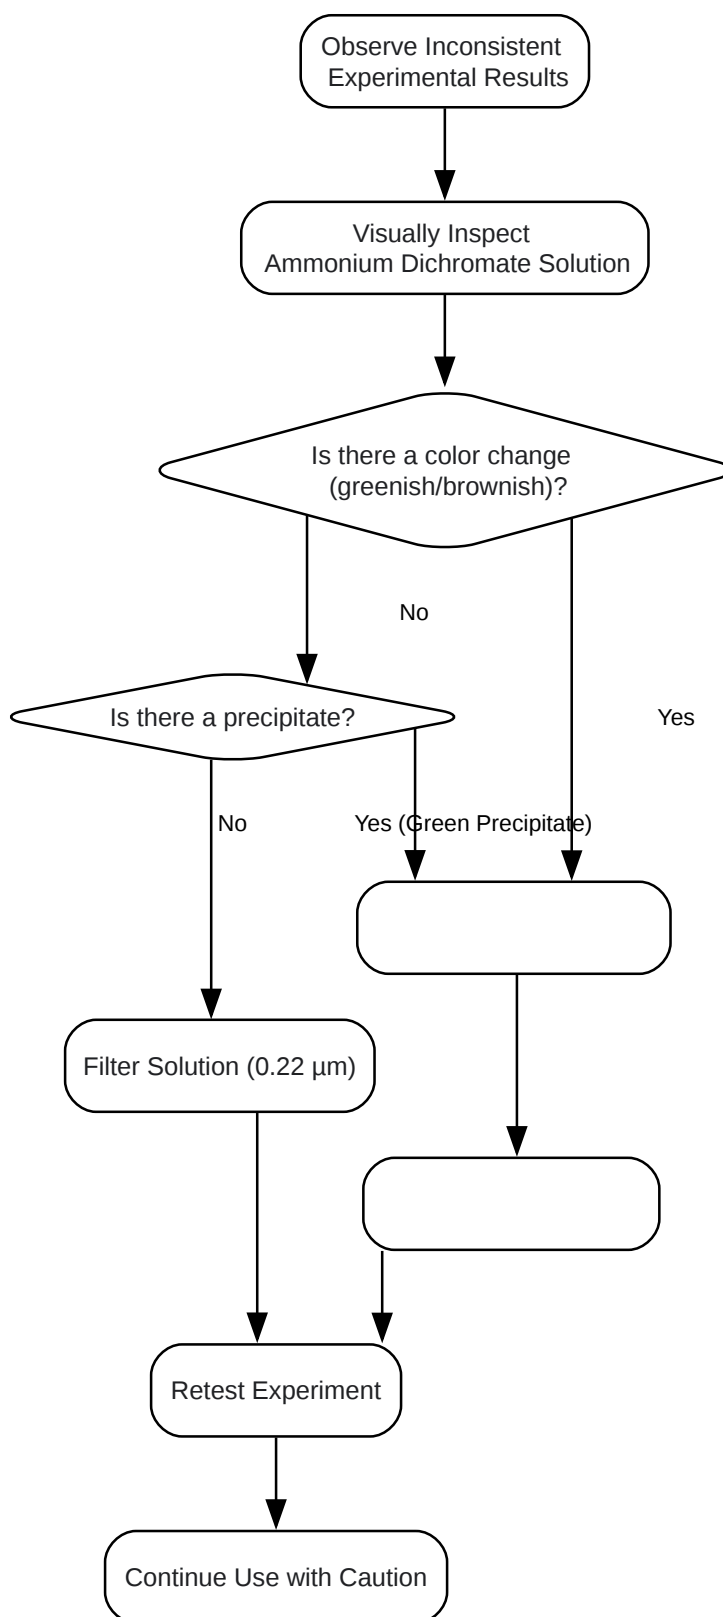 Observe Inconsistent
Experimental Results
Visually Inspect
Ammonium Dichromate Solution
Is there a color change
(greenish/brownish)?
No
Is there a precipitate?
Yes
No
Yes (Green Precipitate)
Filter Solution (0.22 µm)
Retest Experiment
Continue Use with Caution